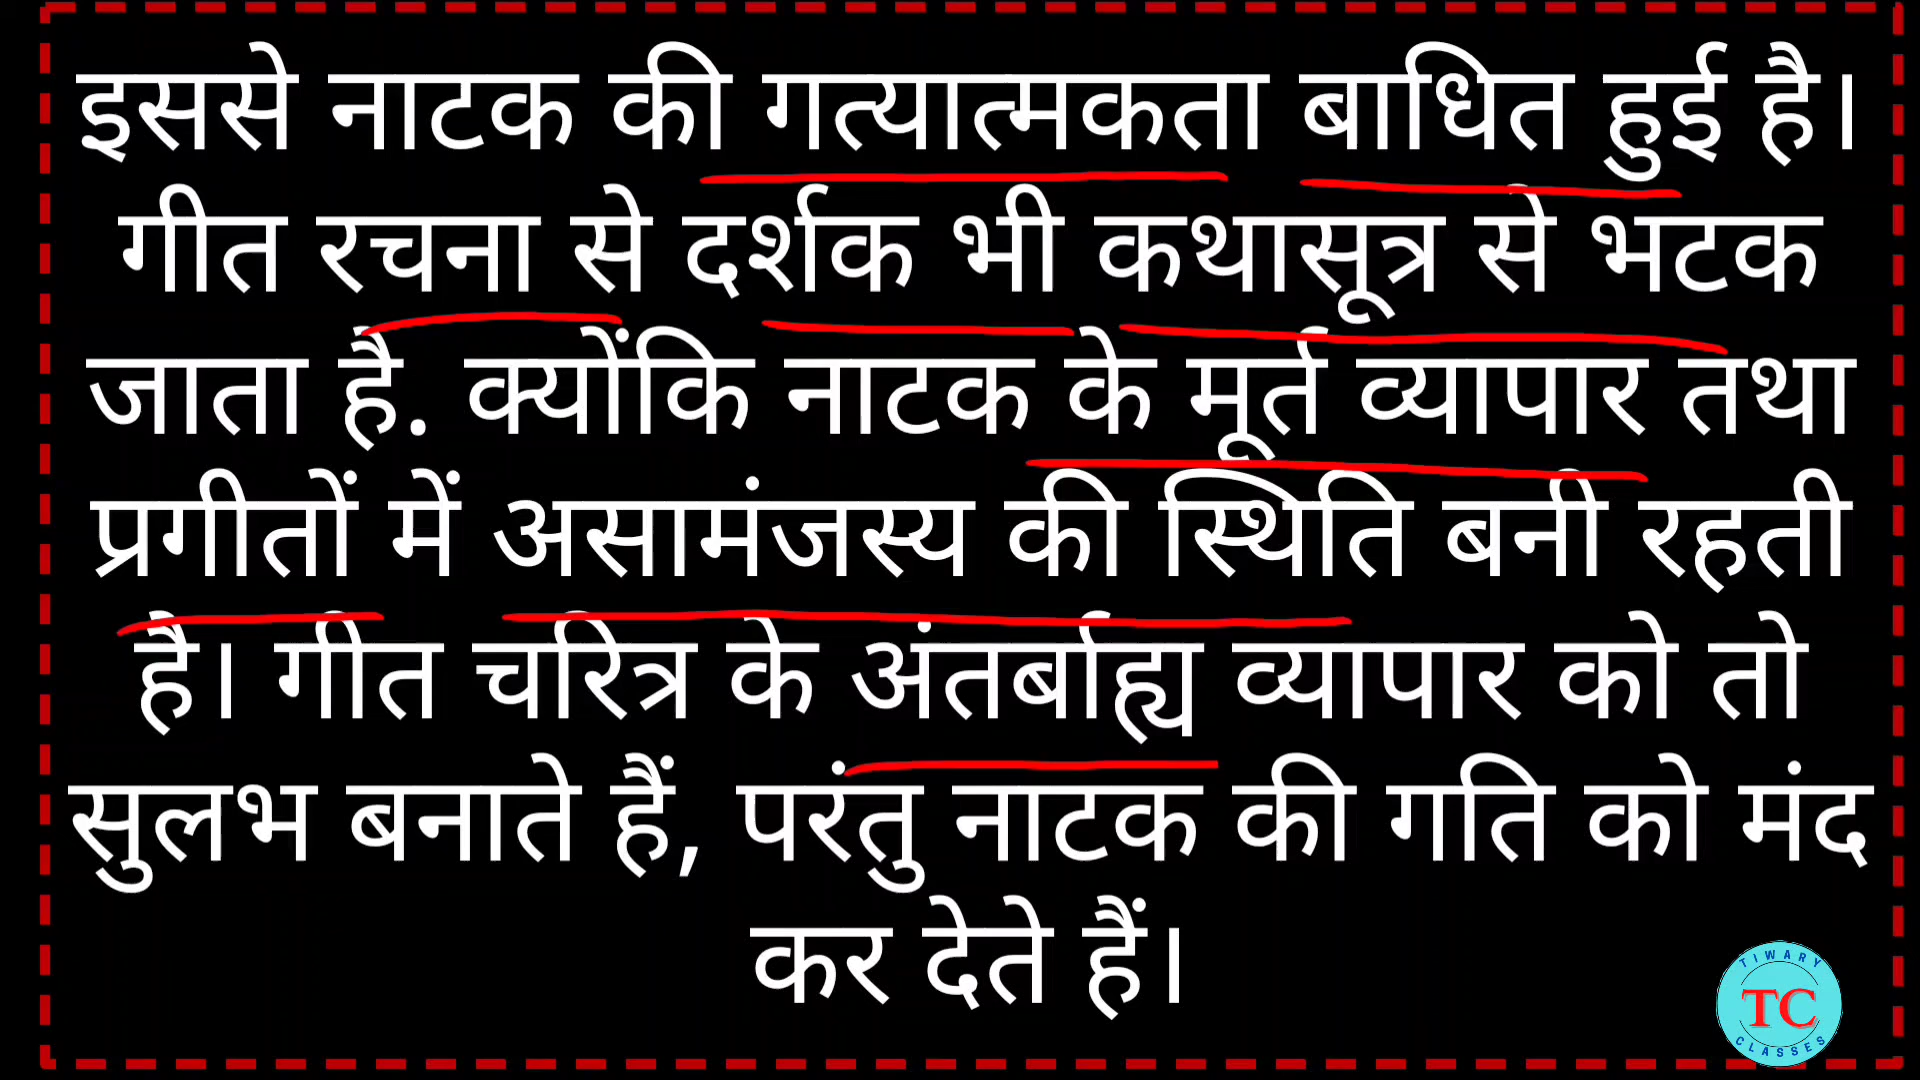 इससे नाटक की गत्यात्मकता बाधित हुई है।
गीत रचना से दर्शक भी कथासूत्र से भटक
जाता है. क्योंकि नाटक के मूर्त व्यापार तथा
प्रगीतों में असामंजस्य की स्थिति बनी रहती
है। गीत चरित्र के अंतर्बाह्य व्यापार को तो
सुलभ बनाते हैं, परंतु नाटक की गति को मंद
कर देते हैं।
TIWARY
TC
CLASSES